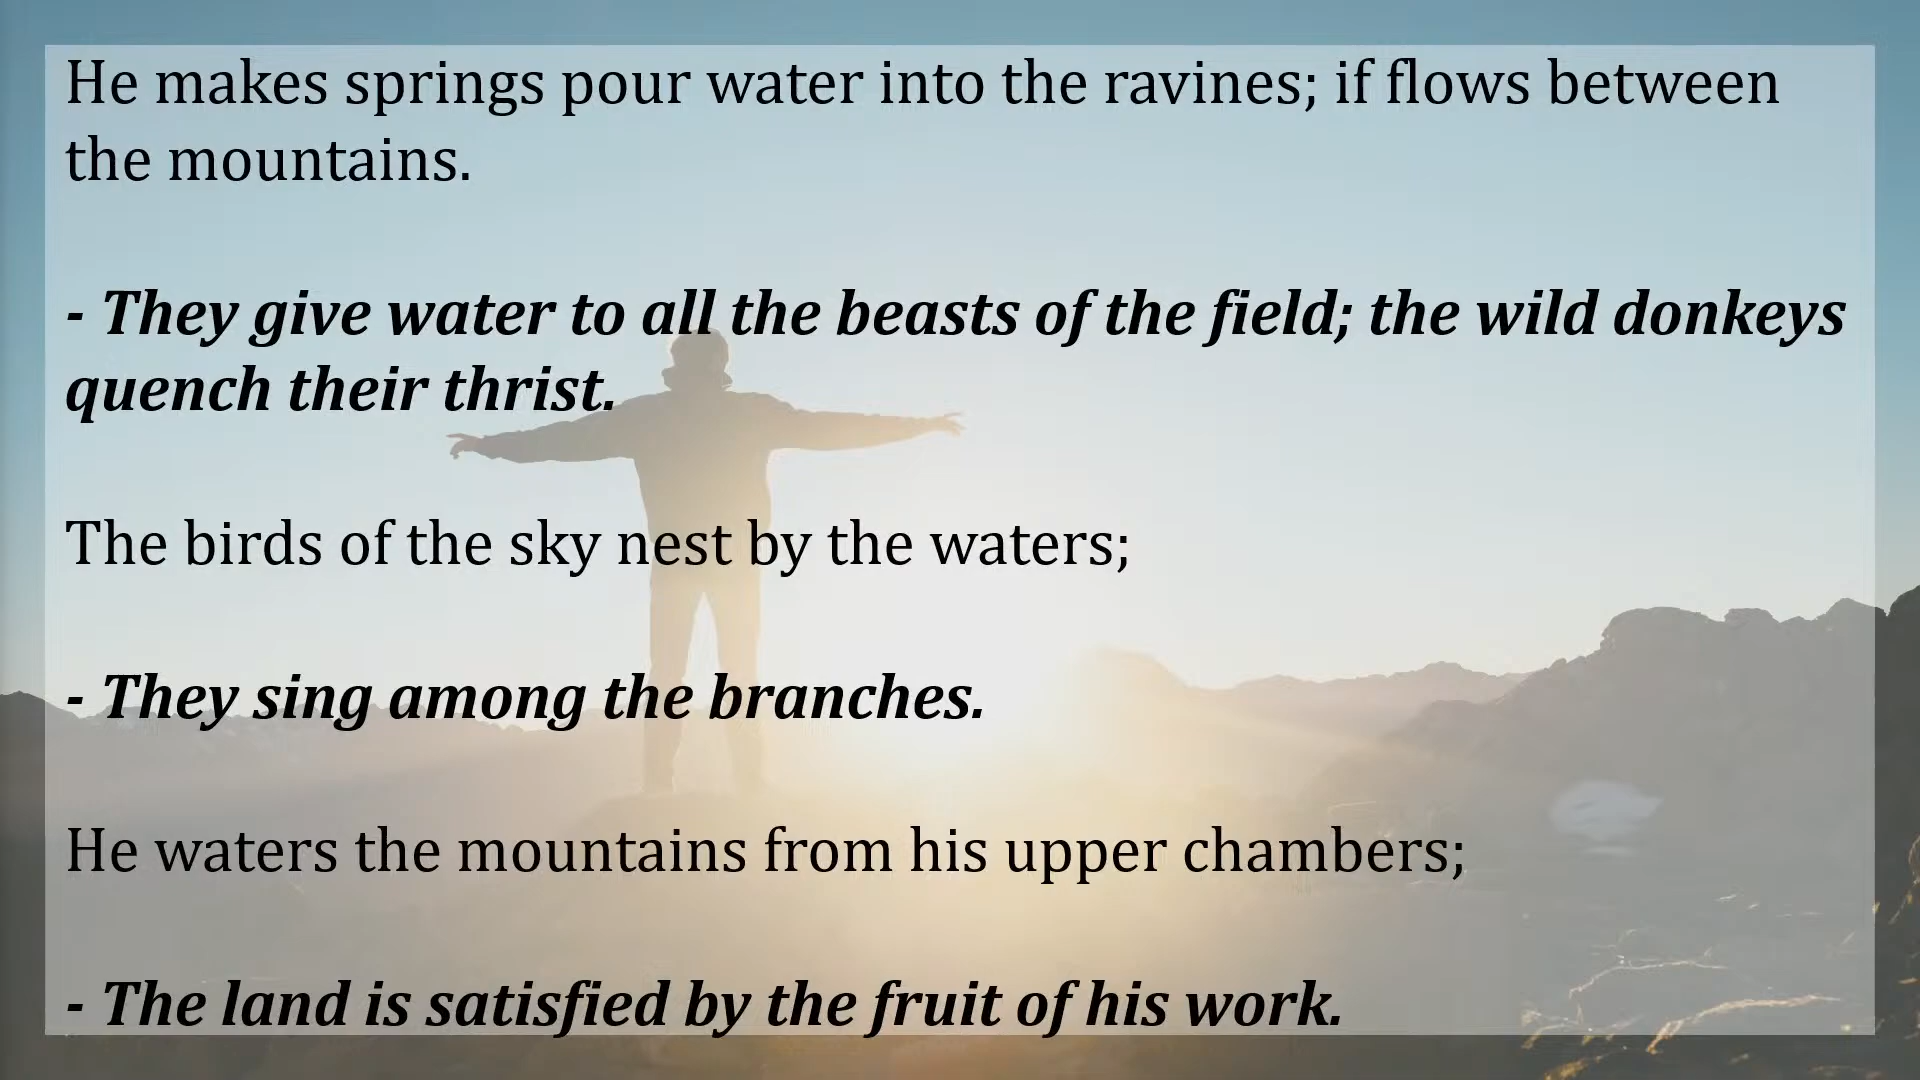 He makes springs pour water into the ravines; if flows between
the mountains.
- They give water to all the beasts of the field; the wild donkeys
quench their thrist.
The birds of the sky nest by the waters;
- They sing among the branches.
He waters the mountains from his upper chambers;
- The land is satisfied by the fruit of his work.